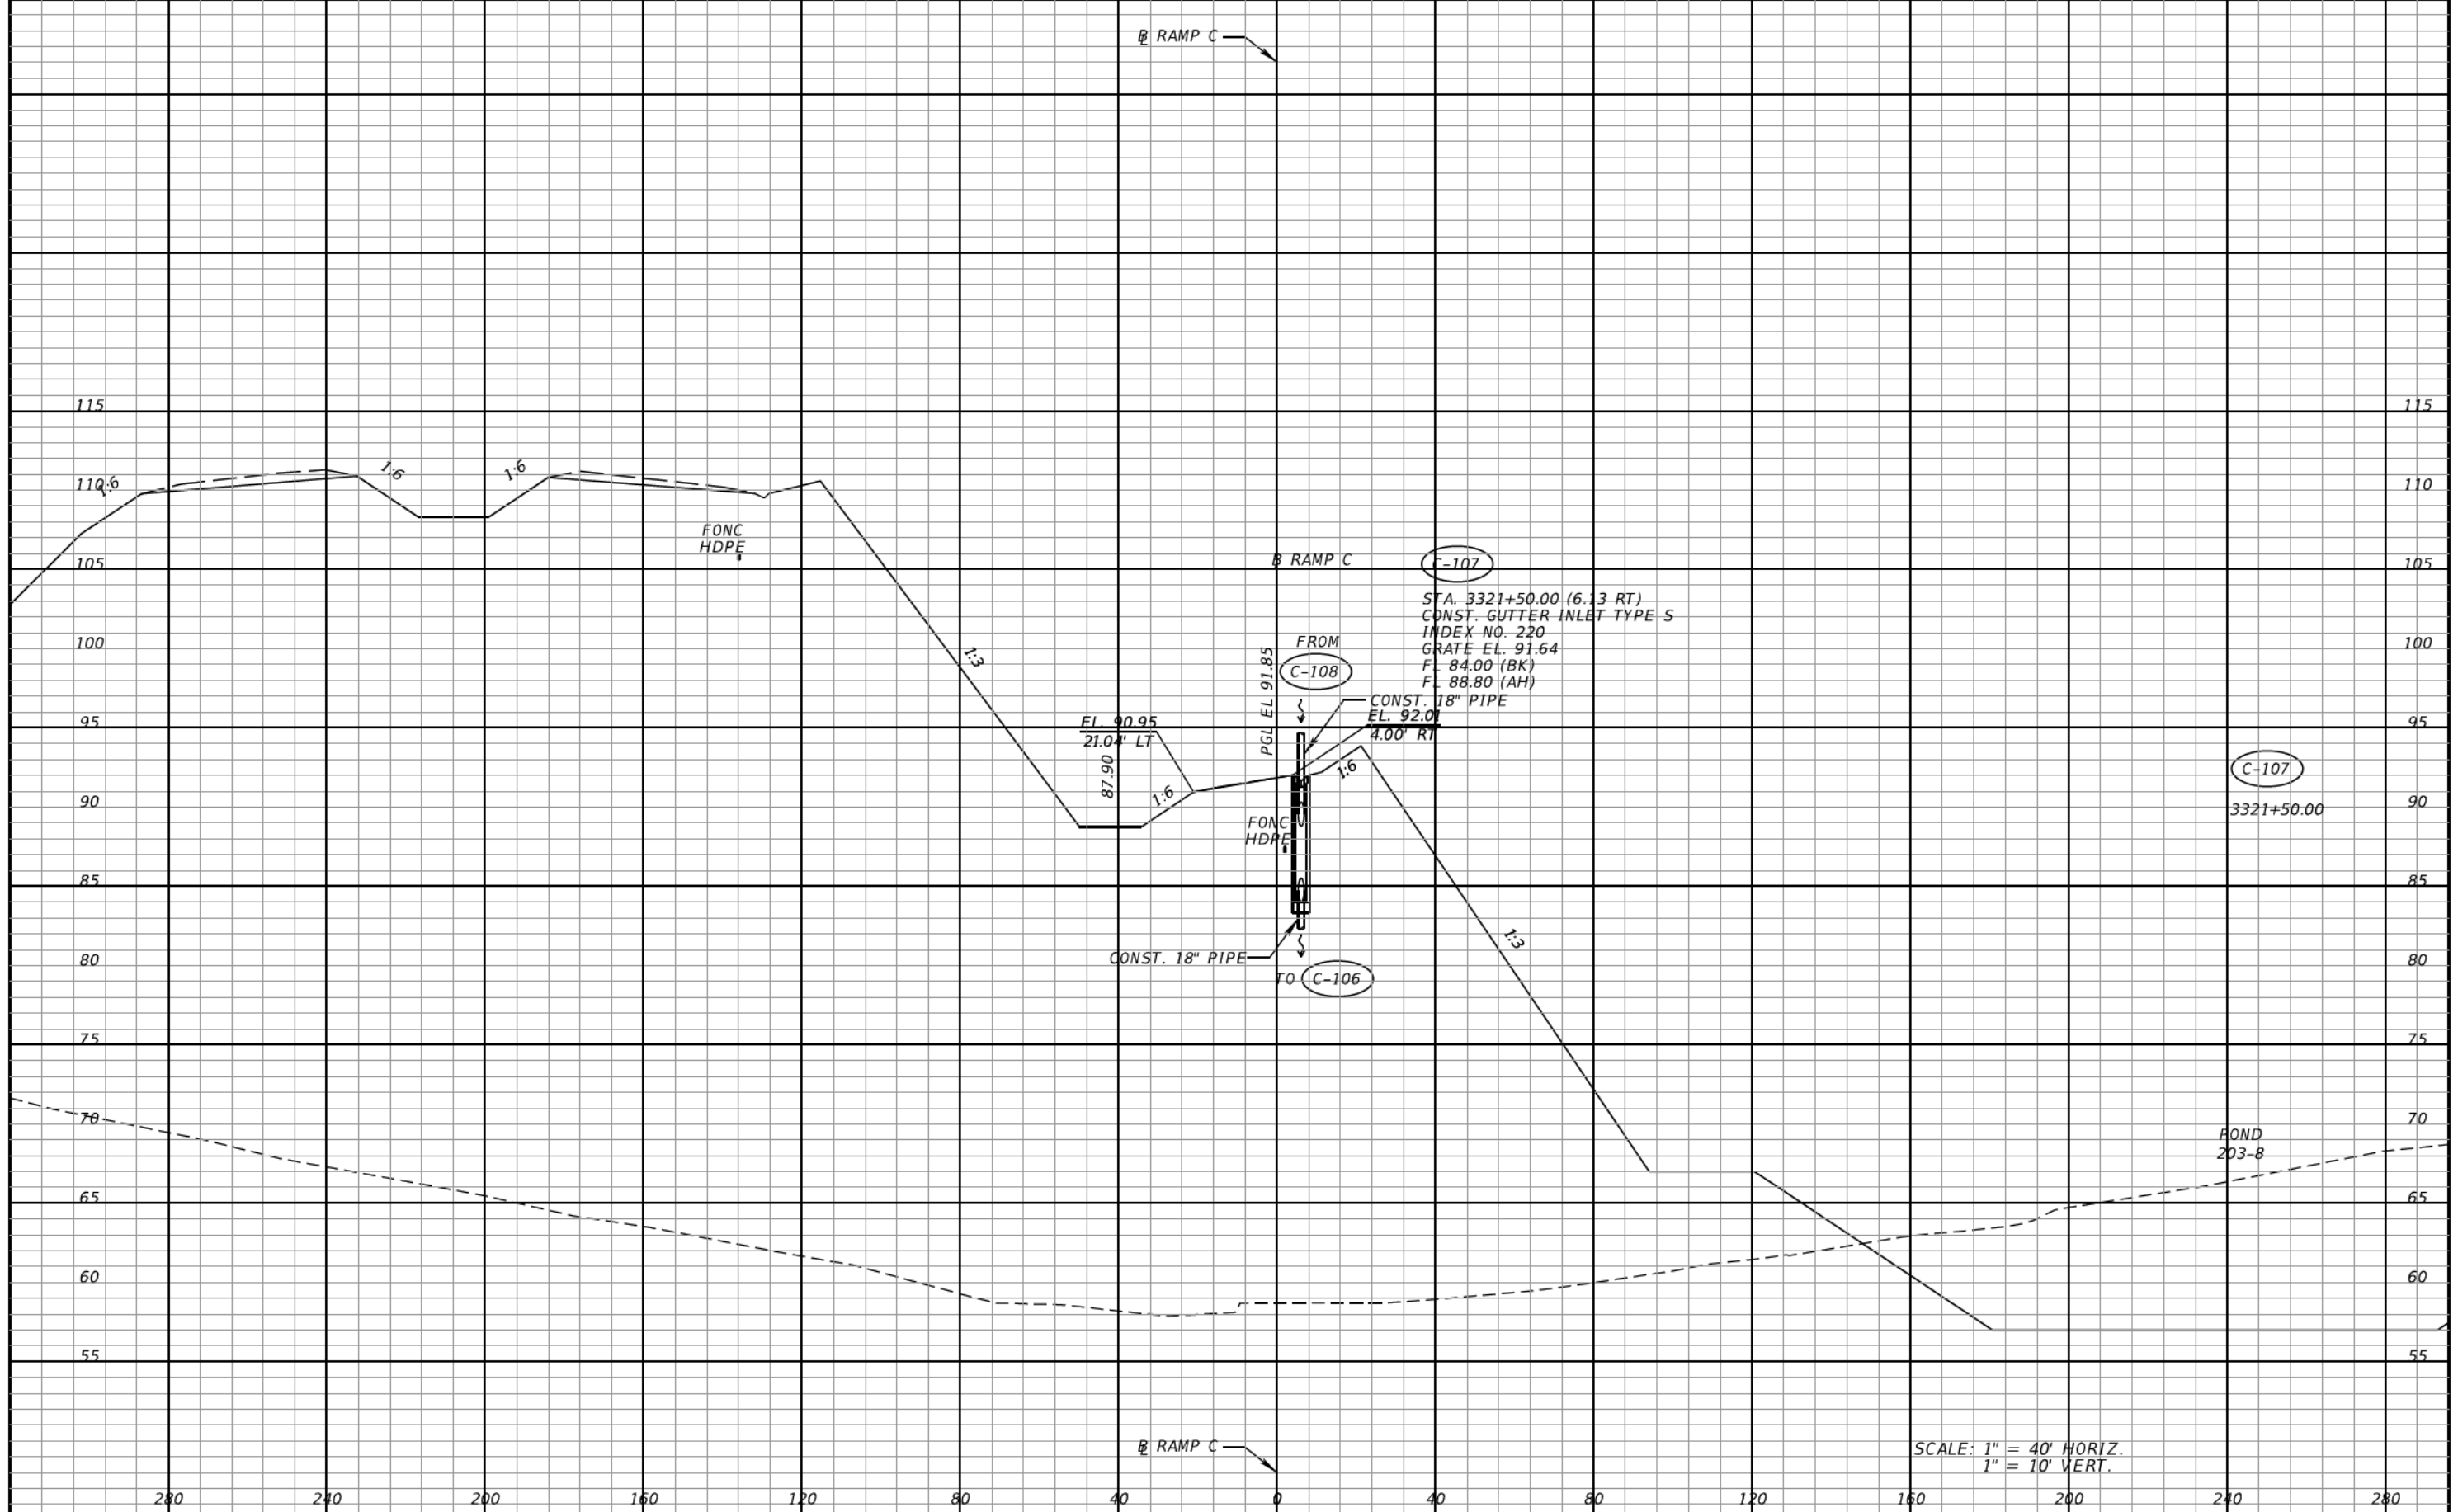 ℄ RAMP C
115 115
1:6 1:6
110 1:6 110
FONC
HDPE
105 B RAMP C C-107 105
STA. 3321+50.00 (6.13 RT)
CONST. GUTTER INLET TYPE S
INDEX NO. 220
GRATE EL. 91.64
FL 84.00 (BK)
FL 88.80 (AH)
100 FROM 100
C-108
1:3
PGL EL 91.85
CONST. 18" PIPE
95 EL. 90.95 EL. 92.01 95
21.04' LT 4.00' RT
87.90
1:6 1:6
C-107
90 90
3321+50.00
FONC
HDPE
85 85
1:3
80 CONST. 18" PIPE 80
TO C-106
75 75
70 70
POND
203-8
65 65
60 60
55 55
℄ RAMP C
SCALE: 1" = 40' HORIZ.
1" = 10' VERT.
280 240 200 160 120 80 40 0 40 80 120 160 200 240 280